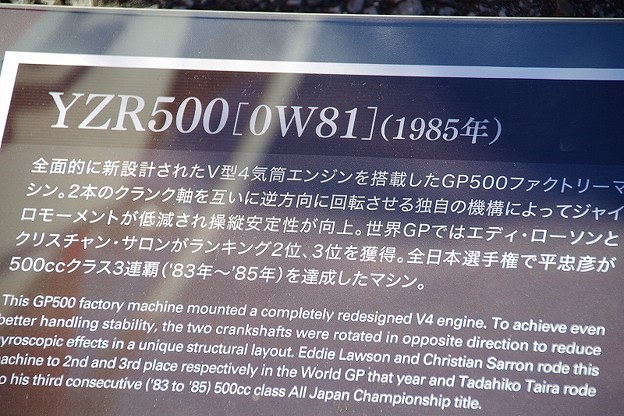 YZR500[0W81](1985年)
全面的に新設計されたV型4気筒エンジンを搭載したGP500ファクトリーマ
シン。2本のクランク軸を互いに逆方向に回転させる独自の機構によってジャイ
ロモーメントが低減され操縦安定性が向上。世界GPではエディ・ローソンと
クリスチャン・サロンがランキング2位、3位を獲得。全日本選手権で平忠彦が
500ccクラス3連覇('83年〜'85年)を達成したマシン。
This GP500 factory machine mounted a completely redesigned V4 engine. To achieve even
better handling stability, the two crankshafts were rotated in opposite direction to reduce
gyroscopic effects in a unique structural layout. Eddie Lawson and Christian Sarron rode this
machine to 2nd and 3rd place respectively in the World GP that year and Tadahiko Taira rode
to his third consecutive ('83 to '85) 500cc class All Japan Championship title.